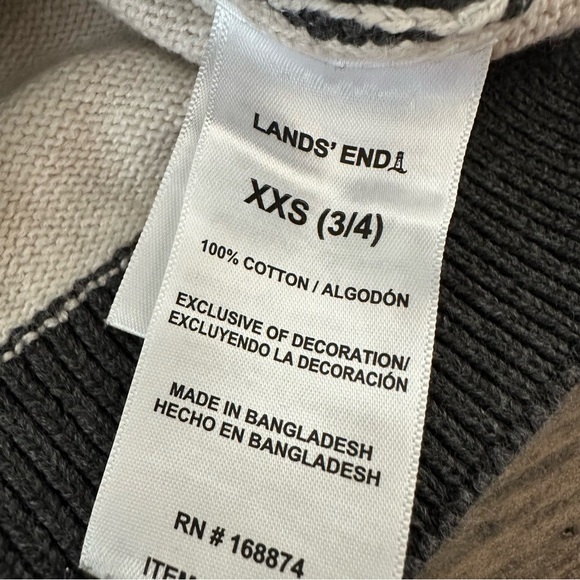 LANDS' END
XXS (3/4)
100% COTTON / ALGODÓN
EXCLUSIVE OF DECORATION/
EXCLUYENDO LA DECORACIÓN
MADE IN BANGLADESH
HECHO EN BANGLADESH
RN # 168874
ITEM